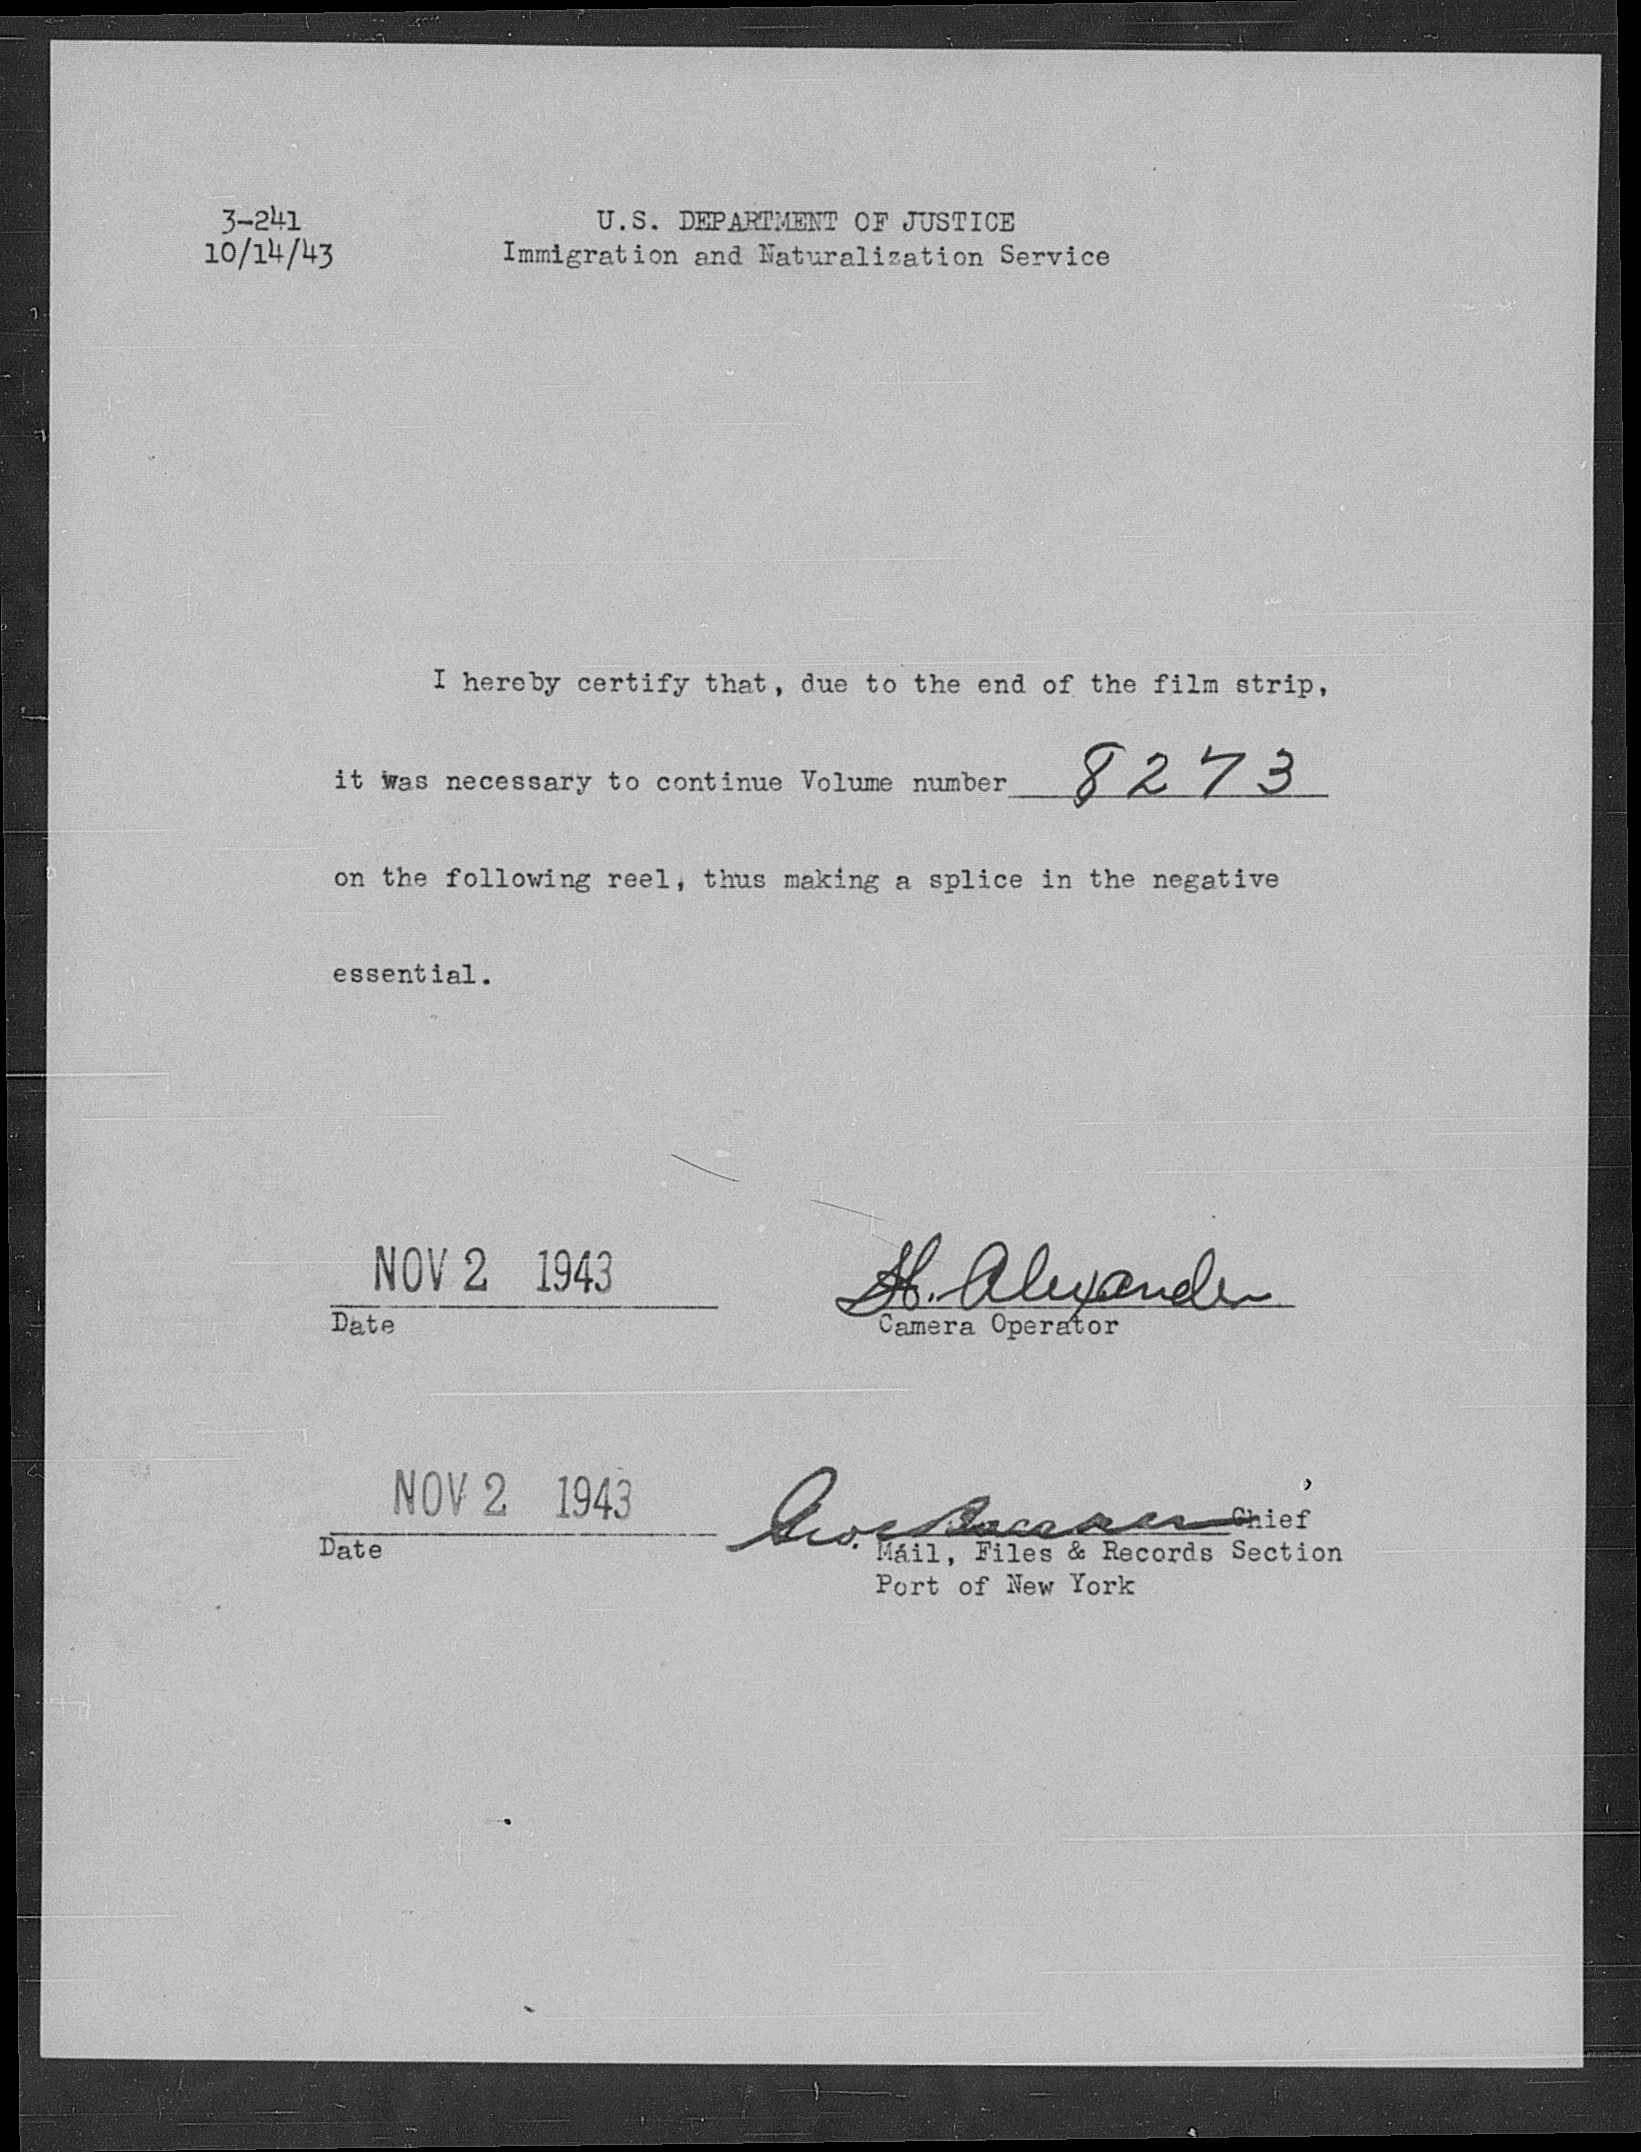 3-241
10/14/43
U.S. DEPARTMENT OF JUSTICE
Immigration and Naturalization Service
I hereby certify that, due to the end of the film strip,
it was necessary to continue Volume number 8273
on the following reel, thus making a splice in the negative
essential.
NOV 2 1943
Date
H. Alexander
Camera Operator
NOV 2 1943
Date
Geo. Chief
Mail, Files & Records Section
Port of New York